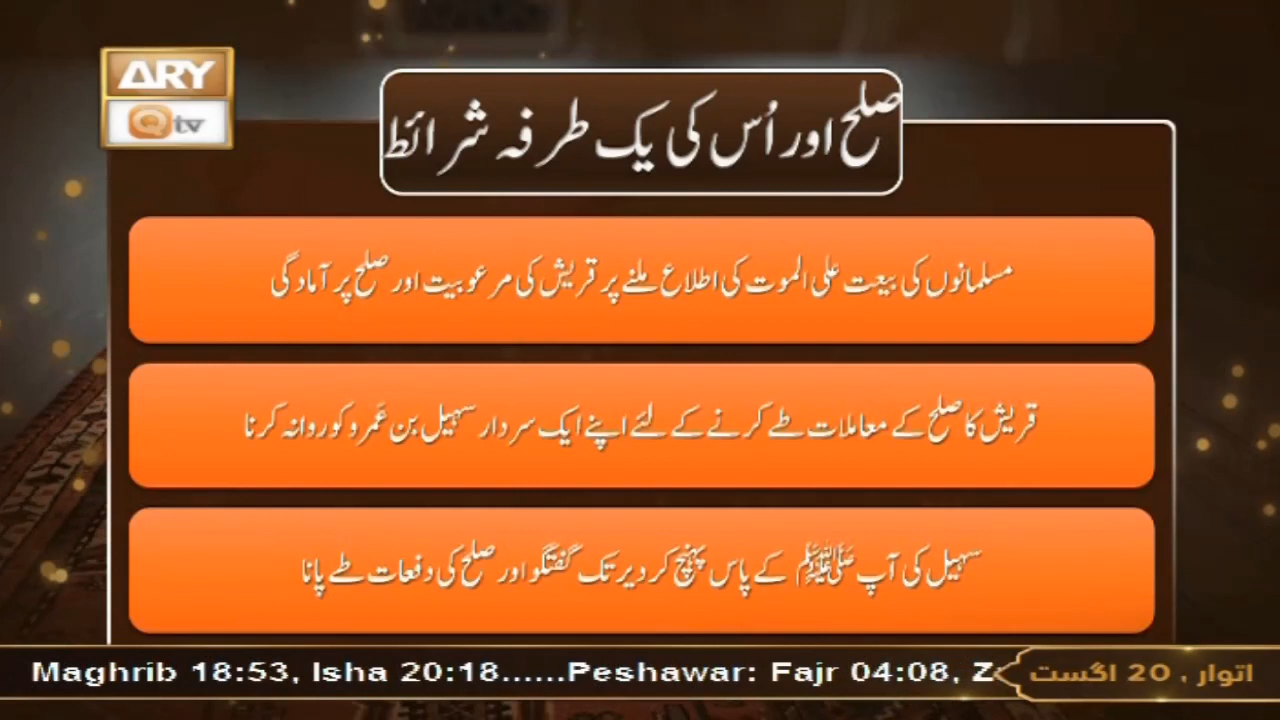 ARY
Qtv
صلح اور اُس کی یک طرفہ شرائط
مسلمانوں کی بیعت علی الموت کی اطلاع ملنے پر قریش کی مرعوبیت اور صلح پر آمادگی
قریش کا صلح کے معاملات طے کرنے کے لئے اپنے ایک سردار سہیل بن عَمرو کو روانہ کرنا
سہیل کی آپ ﷺ کے پاس پہنچ کر دیر تک گفتگو اور صلح کی دفعات طے پانا
Maghrib 18:53, Isha 20:18......Peshawar: Fajr 04:08, Z
اتوار , 20 اگست